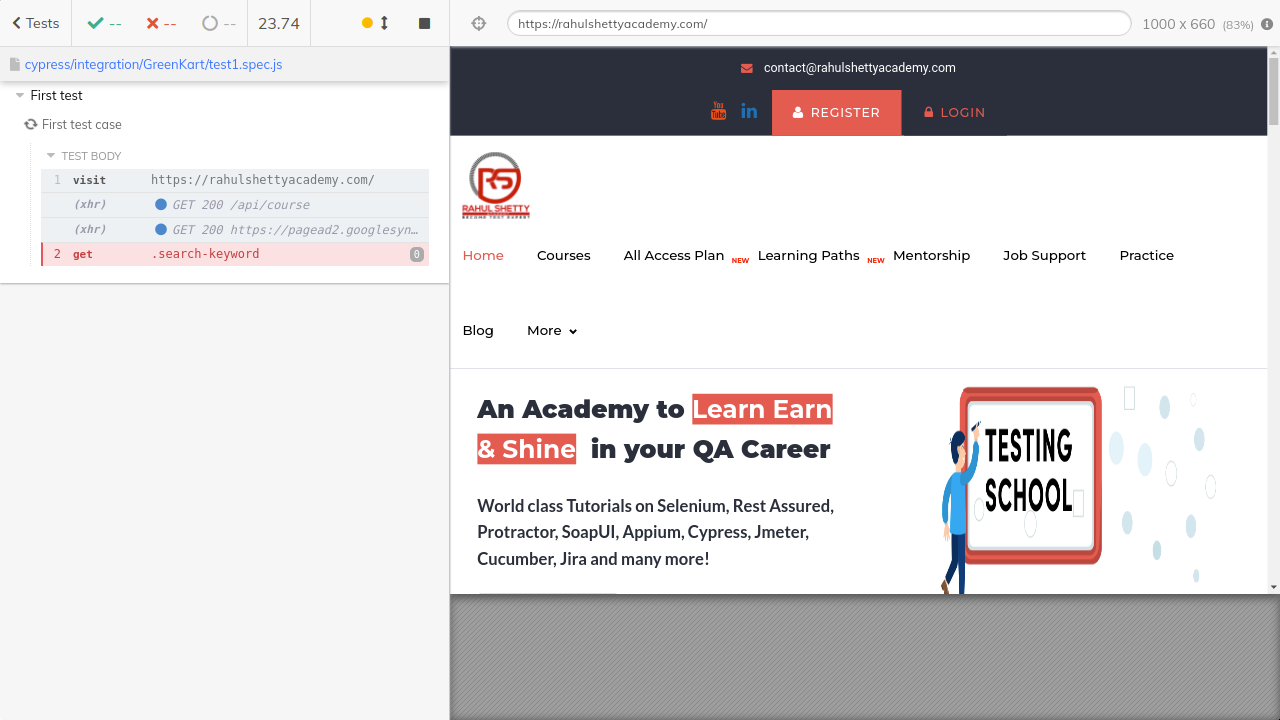 Tests
--
--
--
23.74
https://rahulshettyacademy.com/
1000 x 660 (83%)
cypress/integration/GreenKart/test1.spec.js
First test
First test case
TEST BODY
1 visit https://rahulshettyacademy.com/
(xhr) GET 200 /api/course
(xhr) GET 200 https://pagead2.googlesyn…
2 get .search-keyword 0
contact@rahulshettyacademy.com
You Tube in REGISTER LOGIN
RS
RAHUL SHETTY
Home Courses All Access Plan NEW Learning Paths NEW Mentorship Job Support Practice
Blog More
An Academy to Learn Earn
& Shine in your QA Career
World class Tutorials on Selenium, Rest Assured,
Protractor, SoapUI, Appium, Cypress, Jmeter,
Cucumber, Jira and many more!
TESTING
SCHOOL